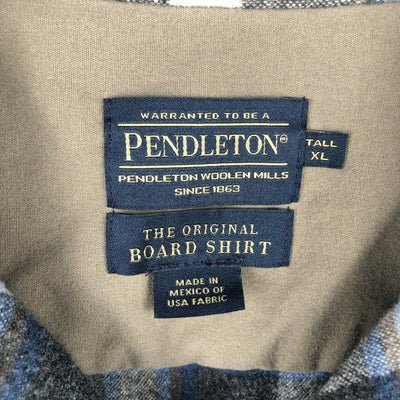 WARRANTED TO BE A
PENDLETON®
PENDLETON WOOLEN MILLS
SINCE 1863
TALL
XL
THE ORIGINAL
BOARD SHIRT
MADE IN
MEXICO OF
USA FABRIC